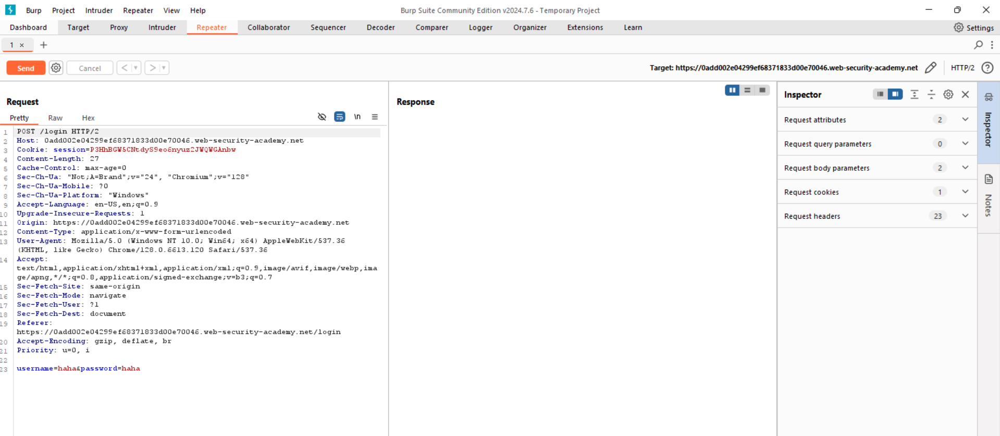 Burp Project Intruder Repeater View Help
Burp Suite Community Edition v2024.7.6 - Temporary Project
Dashboard Target Proxy Intruder Repeater Collaborator Sequencer Decoder Comparer Logger Organizer Extensions Learn
Settings
1 × +
Send Cancel < >
Target: https://0add002e04299ef68371833d00e70046.web-security-academy.net HTTP/2
Request
Pretty Raw Hex
\n
1 POST /login HTTP/2
2 Host: 0add002e04299ef68371833d00e70046.web-security-academy.net
3 Cookie: session=P3HhBGW5CNtdyS9eo6nyuz2JWQWGAnbw
4 Content-Length: 27
5 Cache-Control: max-age=0
6 Sec-Ch-Ua: "Not;A=Brand";v="24", "Chromium";v="128"
7 Sec-Ch-Ua-Mobile: ?0
8 Sec-Ch-Ua-Platform: "Windows"
9 Accept-Language: en-US,en;q=0.9
10 Upgrade-Insecure-Requests: 1
11 Origin: https://0add002e04299ef68371833d00e70046.web-security-academy.net
12 Content-Type: application/x-www-form-urlencoded
13 User-Agent: Mozilla/5.0 (Windows NT 10.0; Win64; x64) AppleWebKit/537.36
(KHTML, like Gecko) Chrome/128.0.6613.120 Safari/537.36
14 Accept:
text/html,application/xhtml+xml,application/xml;q=0.9,image/avif,image/webp,ima
ge/apng,*/*;q=0.8,application/signed-exchange;v=b3;q=0.7
15 Sec-Fetch-Site: same-origin
16 Sec-Fetch-Mode: navigate
17 Sec-Fetch-User: ?1
18 Sec-Fetch-Dest: document
19 Referer:
https://0add002e04299ef68371833d00e70046.web-security-academy.net/login
20 Accept-Encoding: gzip, deflate, br
21 Priority: u=0, i
22
23 username=haha&password=haha
Response
Inspector
Request attributes 2
Request query parameters 0
Request body parameters 2
Request cookies 1
Request headers 23
Inspector
Notes